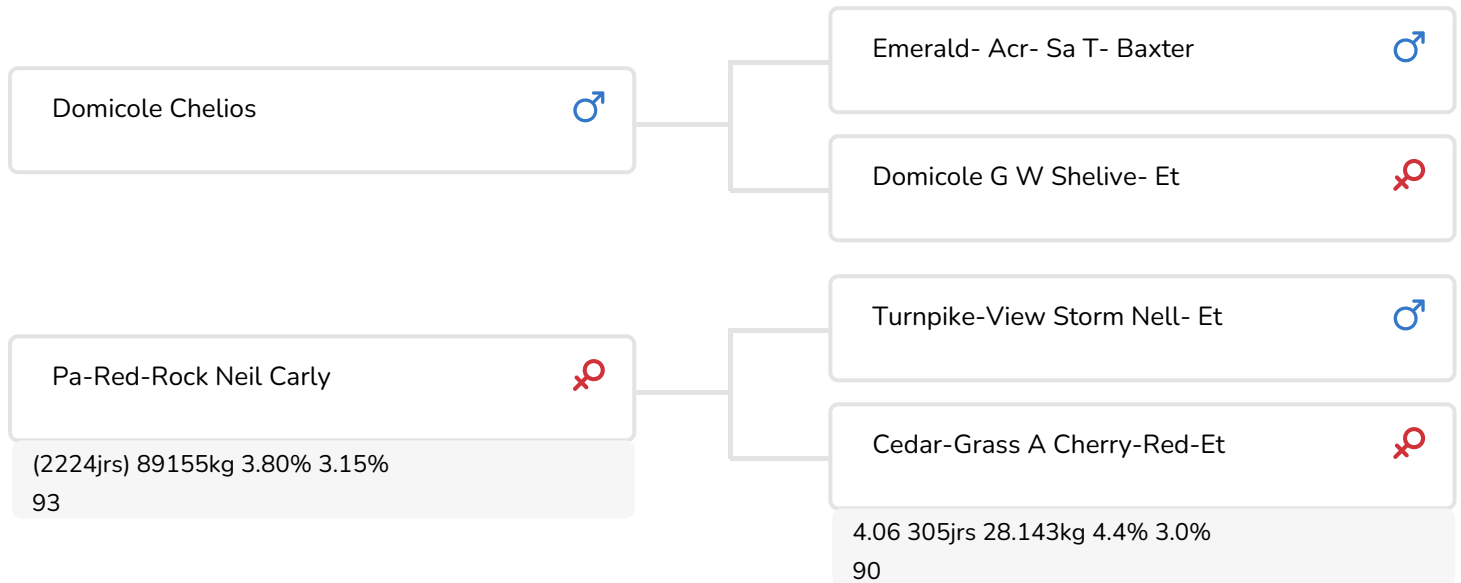 Emerald- Acr- Sa T- Baxter
Domicole Chelios
Domicole G W Shelive- Et
Turnpike-View Storm Nell- Et
Pa-Red-Rock Neil Carly
(2224jrs) 89155kg 3.80% 3.15%
93
Cedar-Grass A Cherry-Red-Et
4.06 305jrs 28.143kg 4.4% 3.0%
90